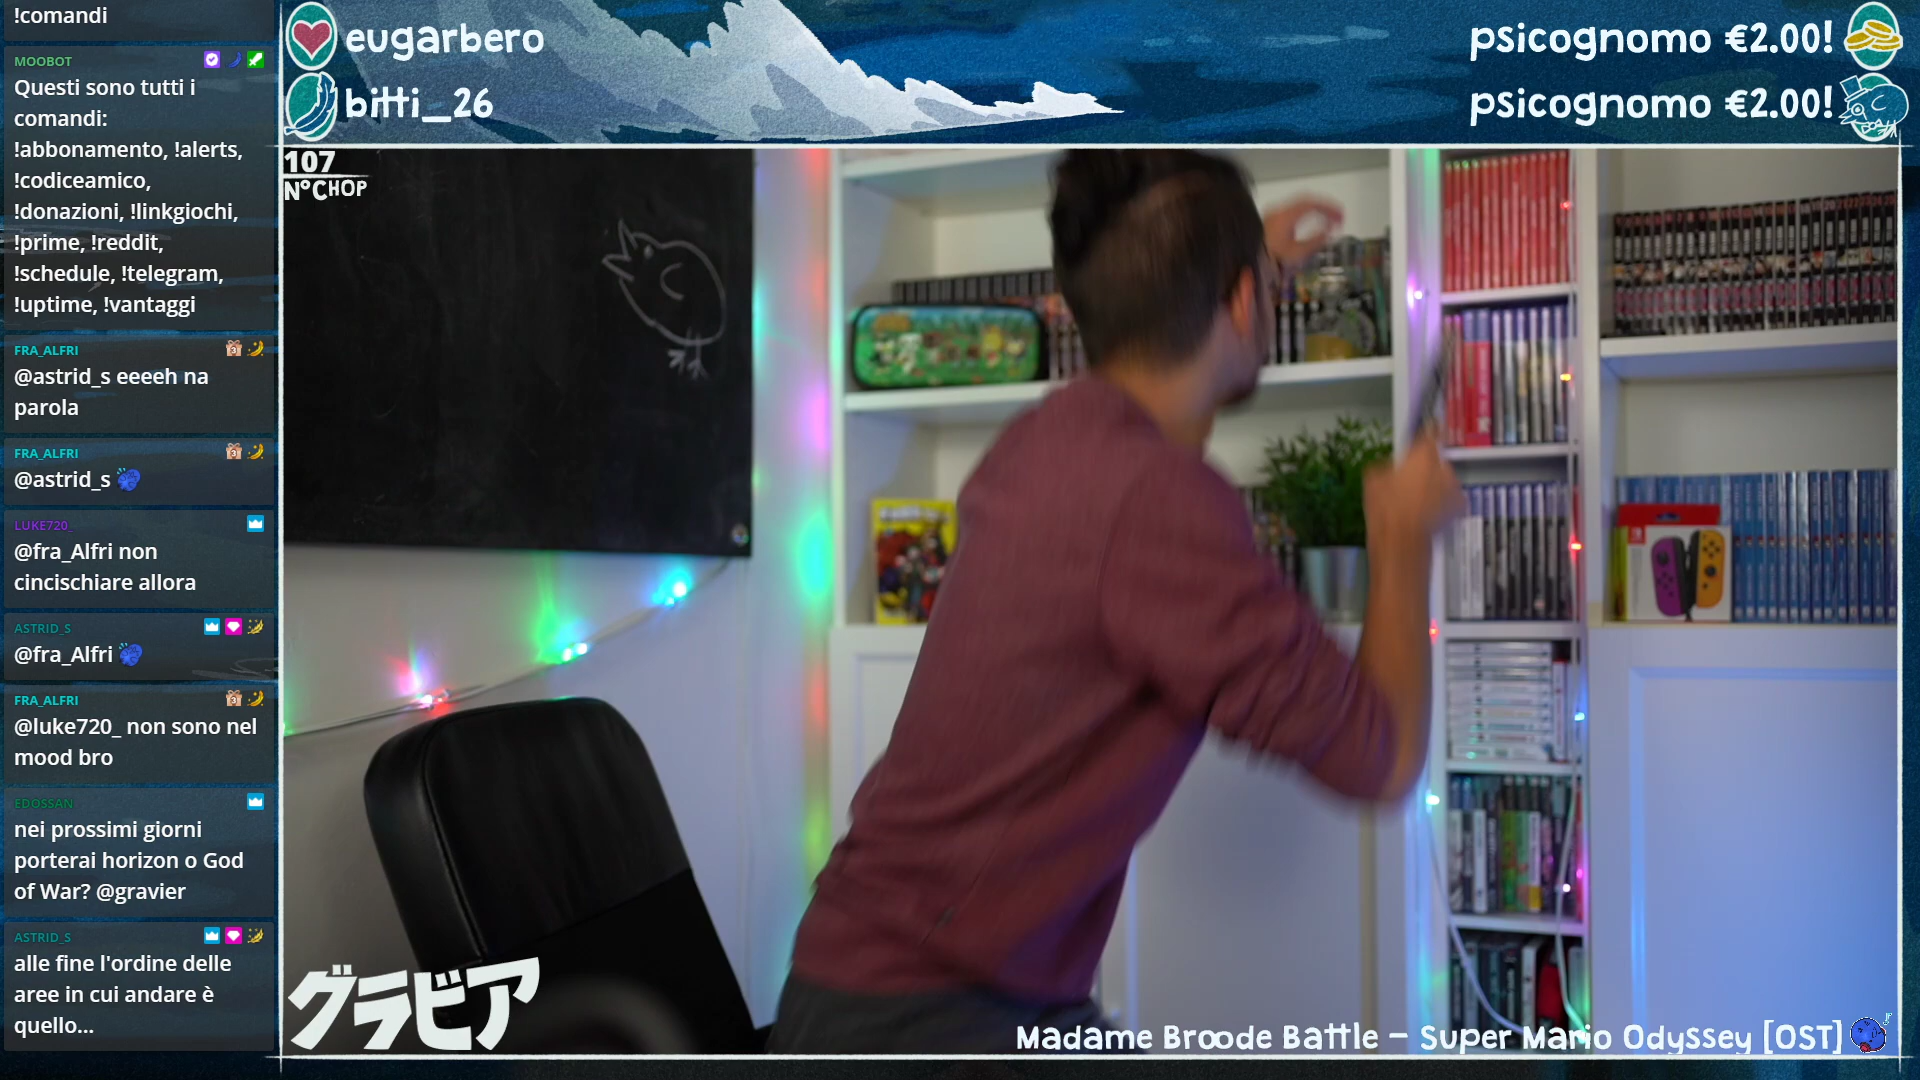 !comandi
MOOBOT
Questi sono tutti i
comandi:
!abbonamento, !alerts,
!codiceamico,
!donazioni, !linkgiochi,
!prime, !reddit,
!schedule, !telegram,
!uptime, !vantaggi
FRA_ALFRI
@astrid_s eeeeh na
parola
FRA_ALFRI
@astrid_s
LUKE720_
@fra_Alfri non
cincischiare allora
ASTRID_S
@fra_Alfri
FRA_ALFRI
@luke720_ non sono nel
mood bro
EDOSSAN
nei prossimi giorni
porterai horizon o God
of War? @gravier
ASTRID_S
alle fine l'ordine delle
aree in cui andare è
quello...
eugarbero
bitti_26
psicognomo €2.00!
psicognomo €2.00!
107
N°CHOP
グラビア
Madame Broode Battle – Super Mario Odyssey [OST]